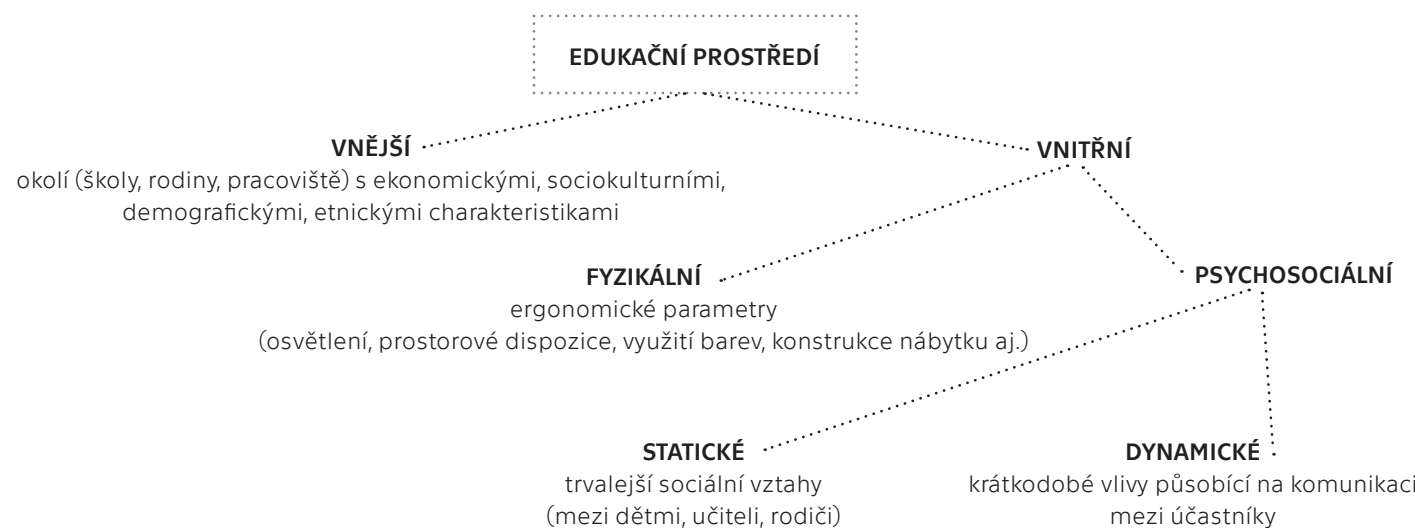 EDUKAČNÍ PROSTŘEDÍ
VNĚJŠÍ
okolí (školy, rodiny, pracoviště) s ekonomickými, sociokulturními,
demografickými, etnickými charakteristikami
VNITŘNÍ
FYZIKÁLNÍ
ergonomické parametry
(osvětlení, prostorové dispozice, využití barev, konstrukce nábytku aj.)
PSYCHOSOCIÁLNÍ
STATICKÉ
trvalejší sociální vztahy
(mezi dětmi, učiteli, rodiči)
DYNAMICKÉ
krátkodobé vlivy působící na komunikaci
mezi účastníky